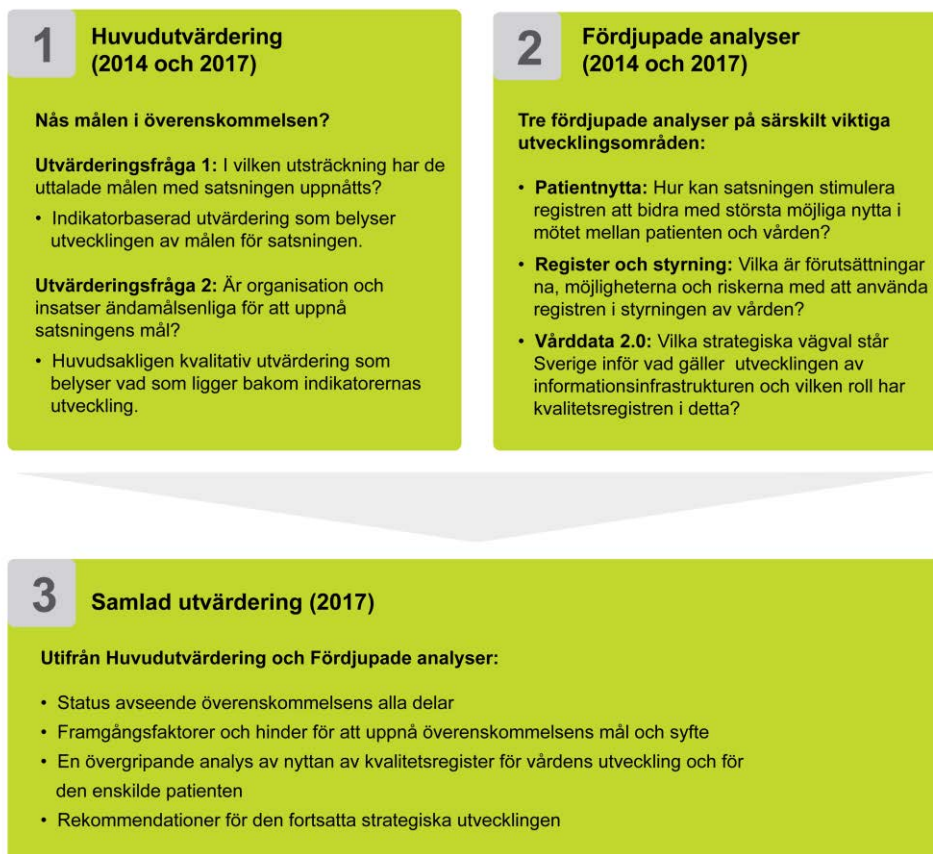 1
Huvudutvärdering
(2014 och 2017)
Nås målen i överenskommelsen?
Utvärderingsfråga 1: I vilken utsträckning har de
uttalade målen med satsningen uppnåtts?
• Indikatorbaserad utvärdering som belyser
utvecklingen av målen för satsningen.
Utvärderingsfråga 2: Är organisation och
insatser ändamålsenliga för att uppnå
satsningens mål?
• Huvudsakligen kvalitativ utvärdering som
belyser vad som ligger bakom indikatorernas
utveckling.
2
Fördjupade analyser
(2014 och 2017)
Tre fördjupade analyser på särskilt viktiga
utvecklingsområden:
• Patientnytta: Hur kan satsningen stimulera
registren att bidra med största möjliga nytta i
mötet mellan patienten och vården?
• Register och styrning: Vilka är förutsättningar
na, möjligheterna och riskerna med att använda
registren i styrningen av vården?
• Vårddata 2.0: Vilka strategiska vägval står
Sverige inför vad gäller utvecklingen av
informationsinfrastrukturen och vilken roll har
kvalitetsregistren i detta?
3
Samlad utvärdering (2017)
Utifrån Huvudutvärdering och Fördjupade analyser:
• Status avseende överenskommelsens alla delar
• Framgångsfaktorer och hinder för att uppnå överenskommelsens mål och syfte
• En övergripande analys av nyttan av kvalitetsregister för vårdens utveckling och för
den enskilde patienten
• Rekommendationer för den fortsatta strategiska utvecklingen